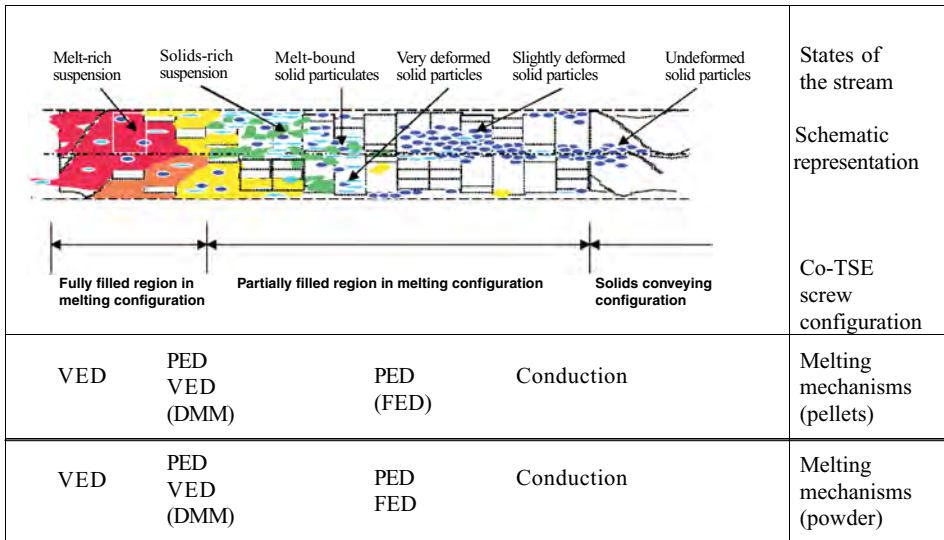 Melt-rich
suspension
Solids-rich
suspension
Melt-bound
solid particulates
Very deformed
solid particles
Slightly deformed
solid particles
Undeformed
solid particles
States of
the stream
Schematic
representation
Fully filled region in
melting configuration
Partially filled region in melting configuration
Solids conveying
configuration
Co-TSE
screw
configuration
VED
PED
VED
(DMM)
PED
(FED)
Conduction
Melting
mechanisms
(pellets)
VED
PED
VED
(DMM)
PED
FED
Conduction
Melting
mechanisms
(powder)